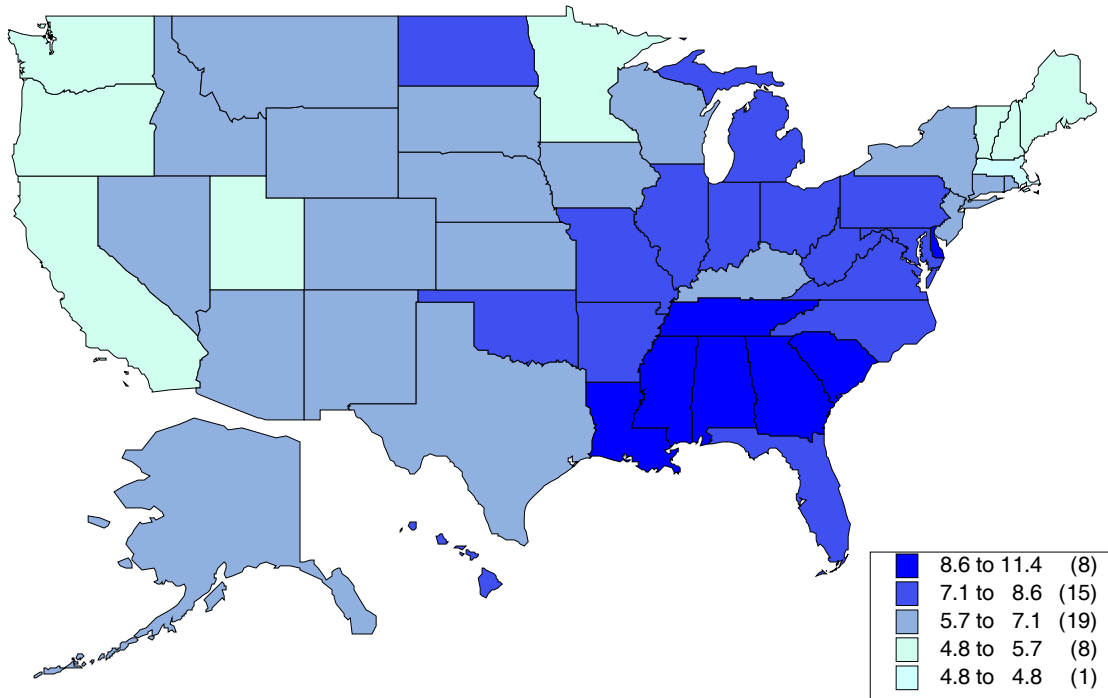 8.6 to 11.4 (8)
7.1 to 8.6 (15)
5.7 to 7.1 (19)
4.8 to 5.7 (8)
4.8 to 4.8 (1)